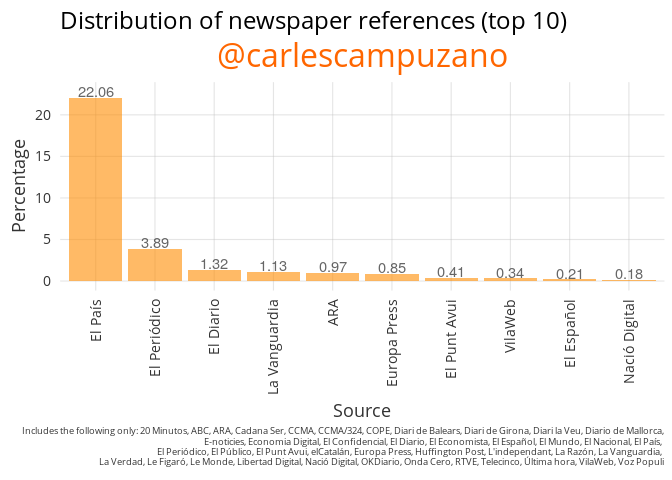 Distribution of newspaper references (top 10)
@carlescampuzano
22.06
3.89
1.32
1.13
0.97
0.85
0.41
0.34
0.21
0.18
20
15
10
5
0
Percentage
El País
El Periódico
El Diario
La Vanguardia
ARA
Europa Press
El Punt Avui
VilaWeb
El Español
Nació Digital
Source
Includes the following only: 20 Minutos, ABC, ARA, Cadana Ser, CCMA, CCMA/324, COPE, Diari de Balears, Diari de Girona, Diari la Veu, Diario de Mallorca,
E-noticies, Economia Digital, El Confidencial, El Diario, El Economista, El Español, El Mundo, El Nacional, El País,
El Periódico, El Público, El Punt Avui, elCatalán, Europa Press, Huffington Post, L'independant, La Razón, La Vanguardia,
La Verdad, Le Figaró, Le Monde, Libertad Digital, Nació Digital, OKDiario, Onda Cero, RTVE, Telecinco, Última hora, VilaWeb, Voz Populi